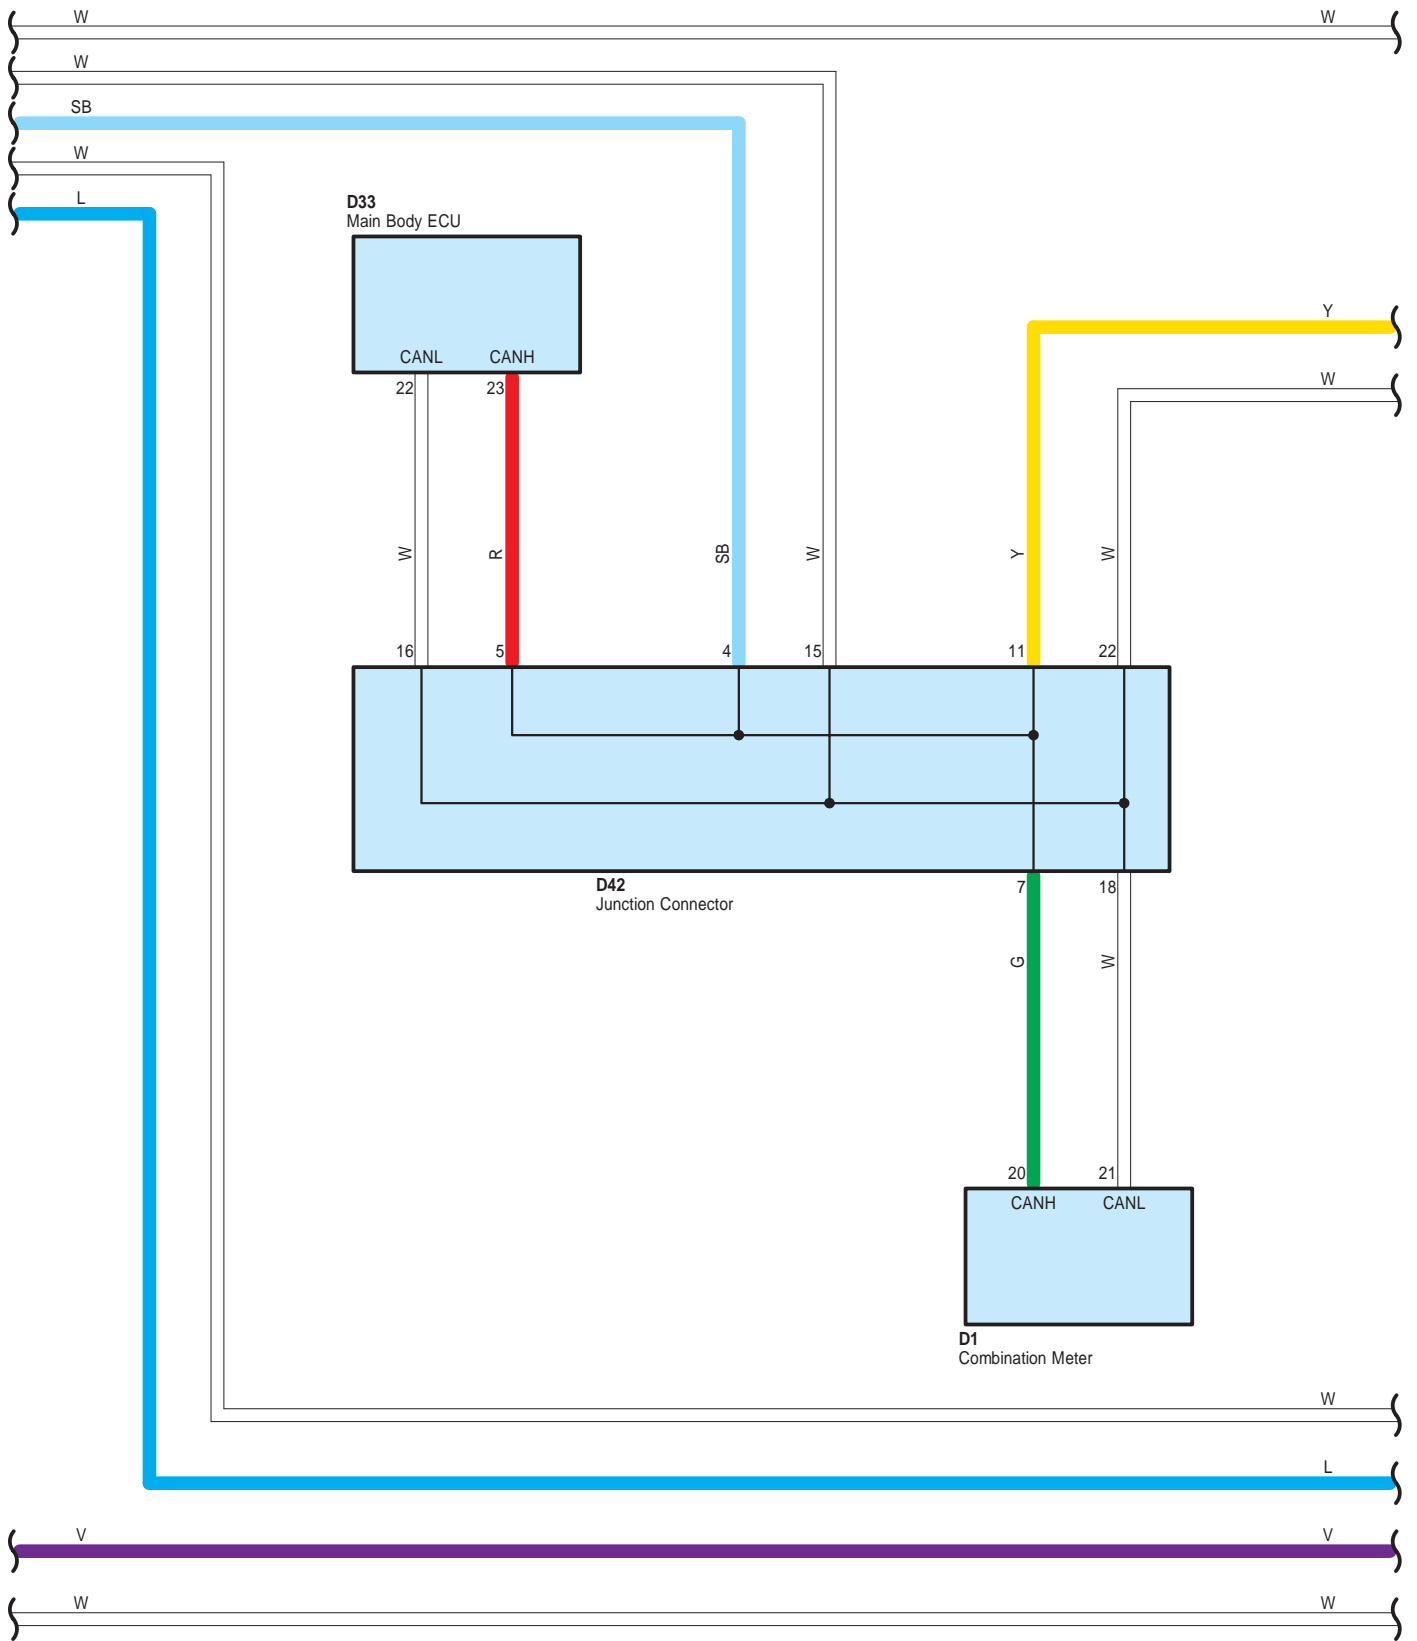 W W
W
SB
W
L
D33
Main Body ECU
CANL CANH
22 23
Y
W
W R SB W Y W
16 5 4 15 11 22
D42
Junction Connector
7 18
G W
20 21
CANH CANL
D1
Combination Meter
W
L
V V
W W